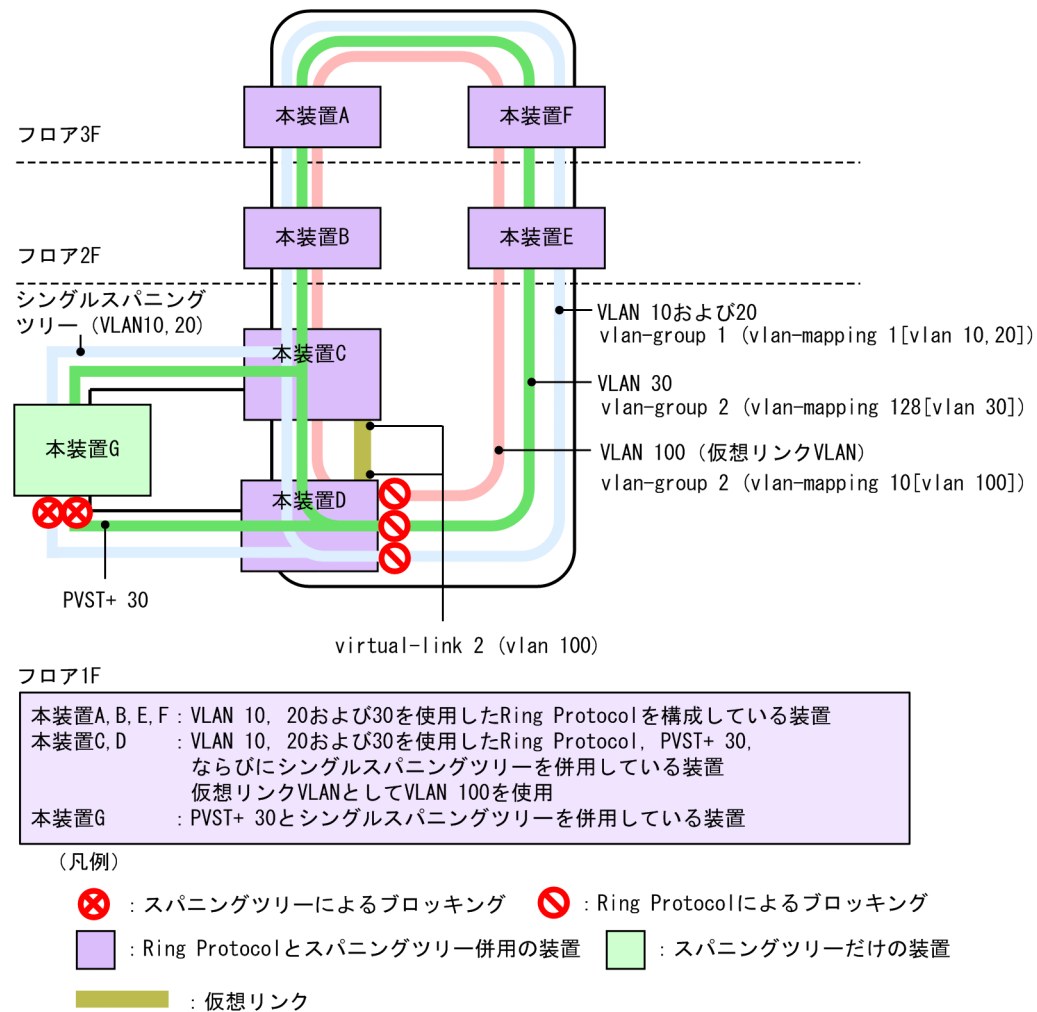 本装置A
本装置F
フロア3F
本装置B
本装置E
フロア2F
シングルスパニング
ツリー（VLAN10,20）
VLAN 10および20
vlan-group 1（vlan-mapping 1[vlan 10,20]）
本装置C
VLAN 30
vlan-group 2（vlan-mapping 128[vlan 30]）
本装置G
VLAN 100（仮想リンクVLAN）
vlan-group 2（vlan-mapping 10[vlan 100]）
本装置D
PVST+ 30
virtual-link 2（vlan 100）
フロア1F
本装置A,B,E,F：VLAN 10, 20および30を使用したRing Protocolを構成している装置
本装置C,D ：VLAN 10, 20および30を使用したRing Protocol, PVST+ 30,
ならびにシングルスパニングツリーを併用している装置
仮想リンクVLANとしてVLAN 100を使用
本装置G ：PVST+ 30とシングルスパニングツリーを併用している装置
（凡例）
：スパニングツリーによるブロッキング ：Ring Protocolによるブロッキング
：Ring Protocolとスパニングツリー併用の装置 ：スパニングツリーだけの装置
：仮想リンク